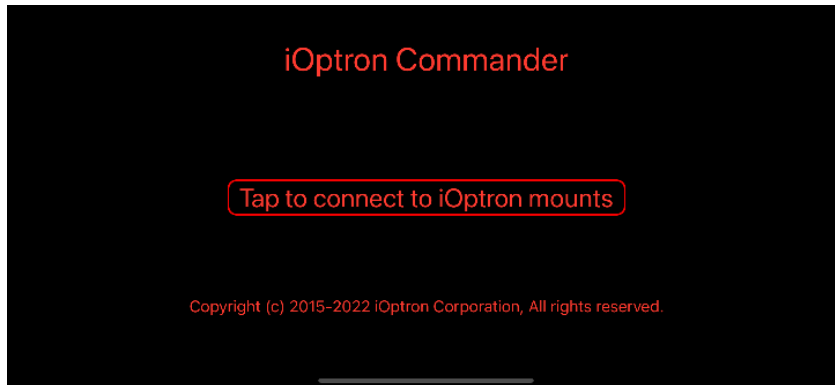 iOptron Commander
Tap to connect to iOptron mounts
Copyright (c) 2015-2022 iOptron Corporation, All rights reserved.